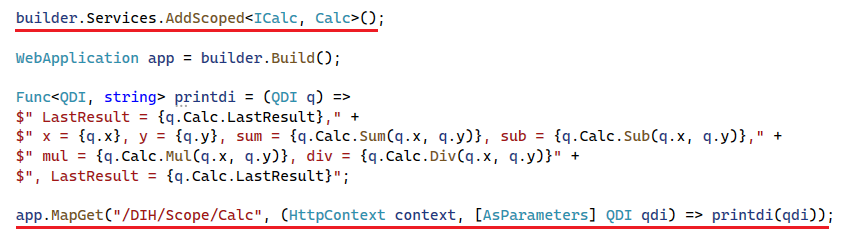 builder.Services.AddScoped<ICalc, Calc>();
WebApplication app = builder.Build();
Func<QDI, string> printdi = (QDI q) =>
$" LastResult = {q.Calc.LastResult}," +
$" x = {q.x}, y = {q.y}, sum = {q.Calc.Sum(q.x, q.y)}, sub = {q.Calc.Sub(q.x, q.y)}," +
$" mul = {q.Calc.Mul(q.x, q.y)}, div = {q.Calc.Div(q.x, q.y)}" +
$", LastResult = {q.Calc.LastResult}";
app.MapGet("/DIH/Scope/Calc", (HttpContext context, [AsParameters] QDI qdi) => printdi(qdi));